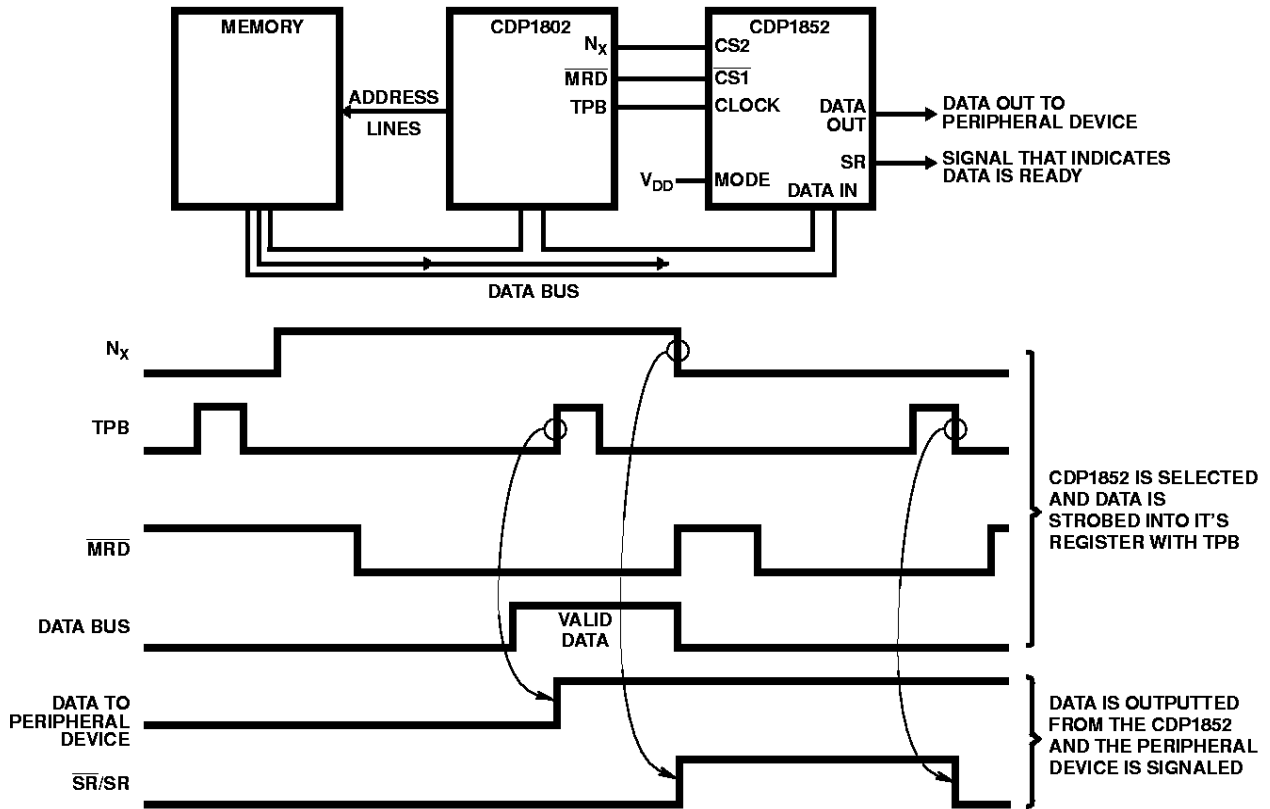 MEMORY
CDP1802
CDP1852
NX
MRD
TPB
CS2
CS1
CLOCK
MODE
VDD
ADDRESS
LINES
DATA
OUT
SR
DATA IN
DATA OUT TO
PERIPHERAL DEVICE
SIGNAL THAT INDICATES
DATA IS READY
DATA BUS
NX
TPB
MRD
DATA BUS
VALID
DATA
DATA TO
PERIPHERAL
DEVICE
SR/SR
CDP1852 IS SELECTED
AND DATA IS
STROBED INTO IT'S
REGISTER WITH TPB
DATA IS OUTPUTTED
FROM THE CDP1852
AND THE PERIPHERAL
DEVICE IS SIGNALED